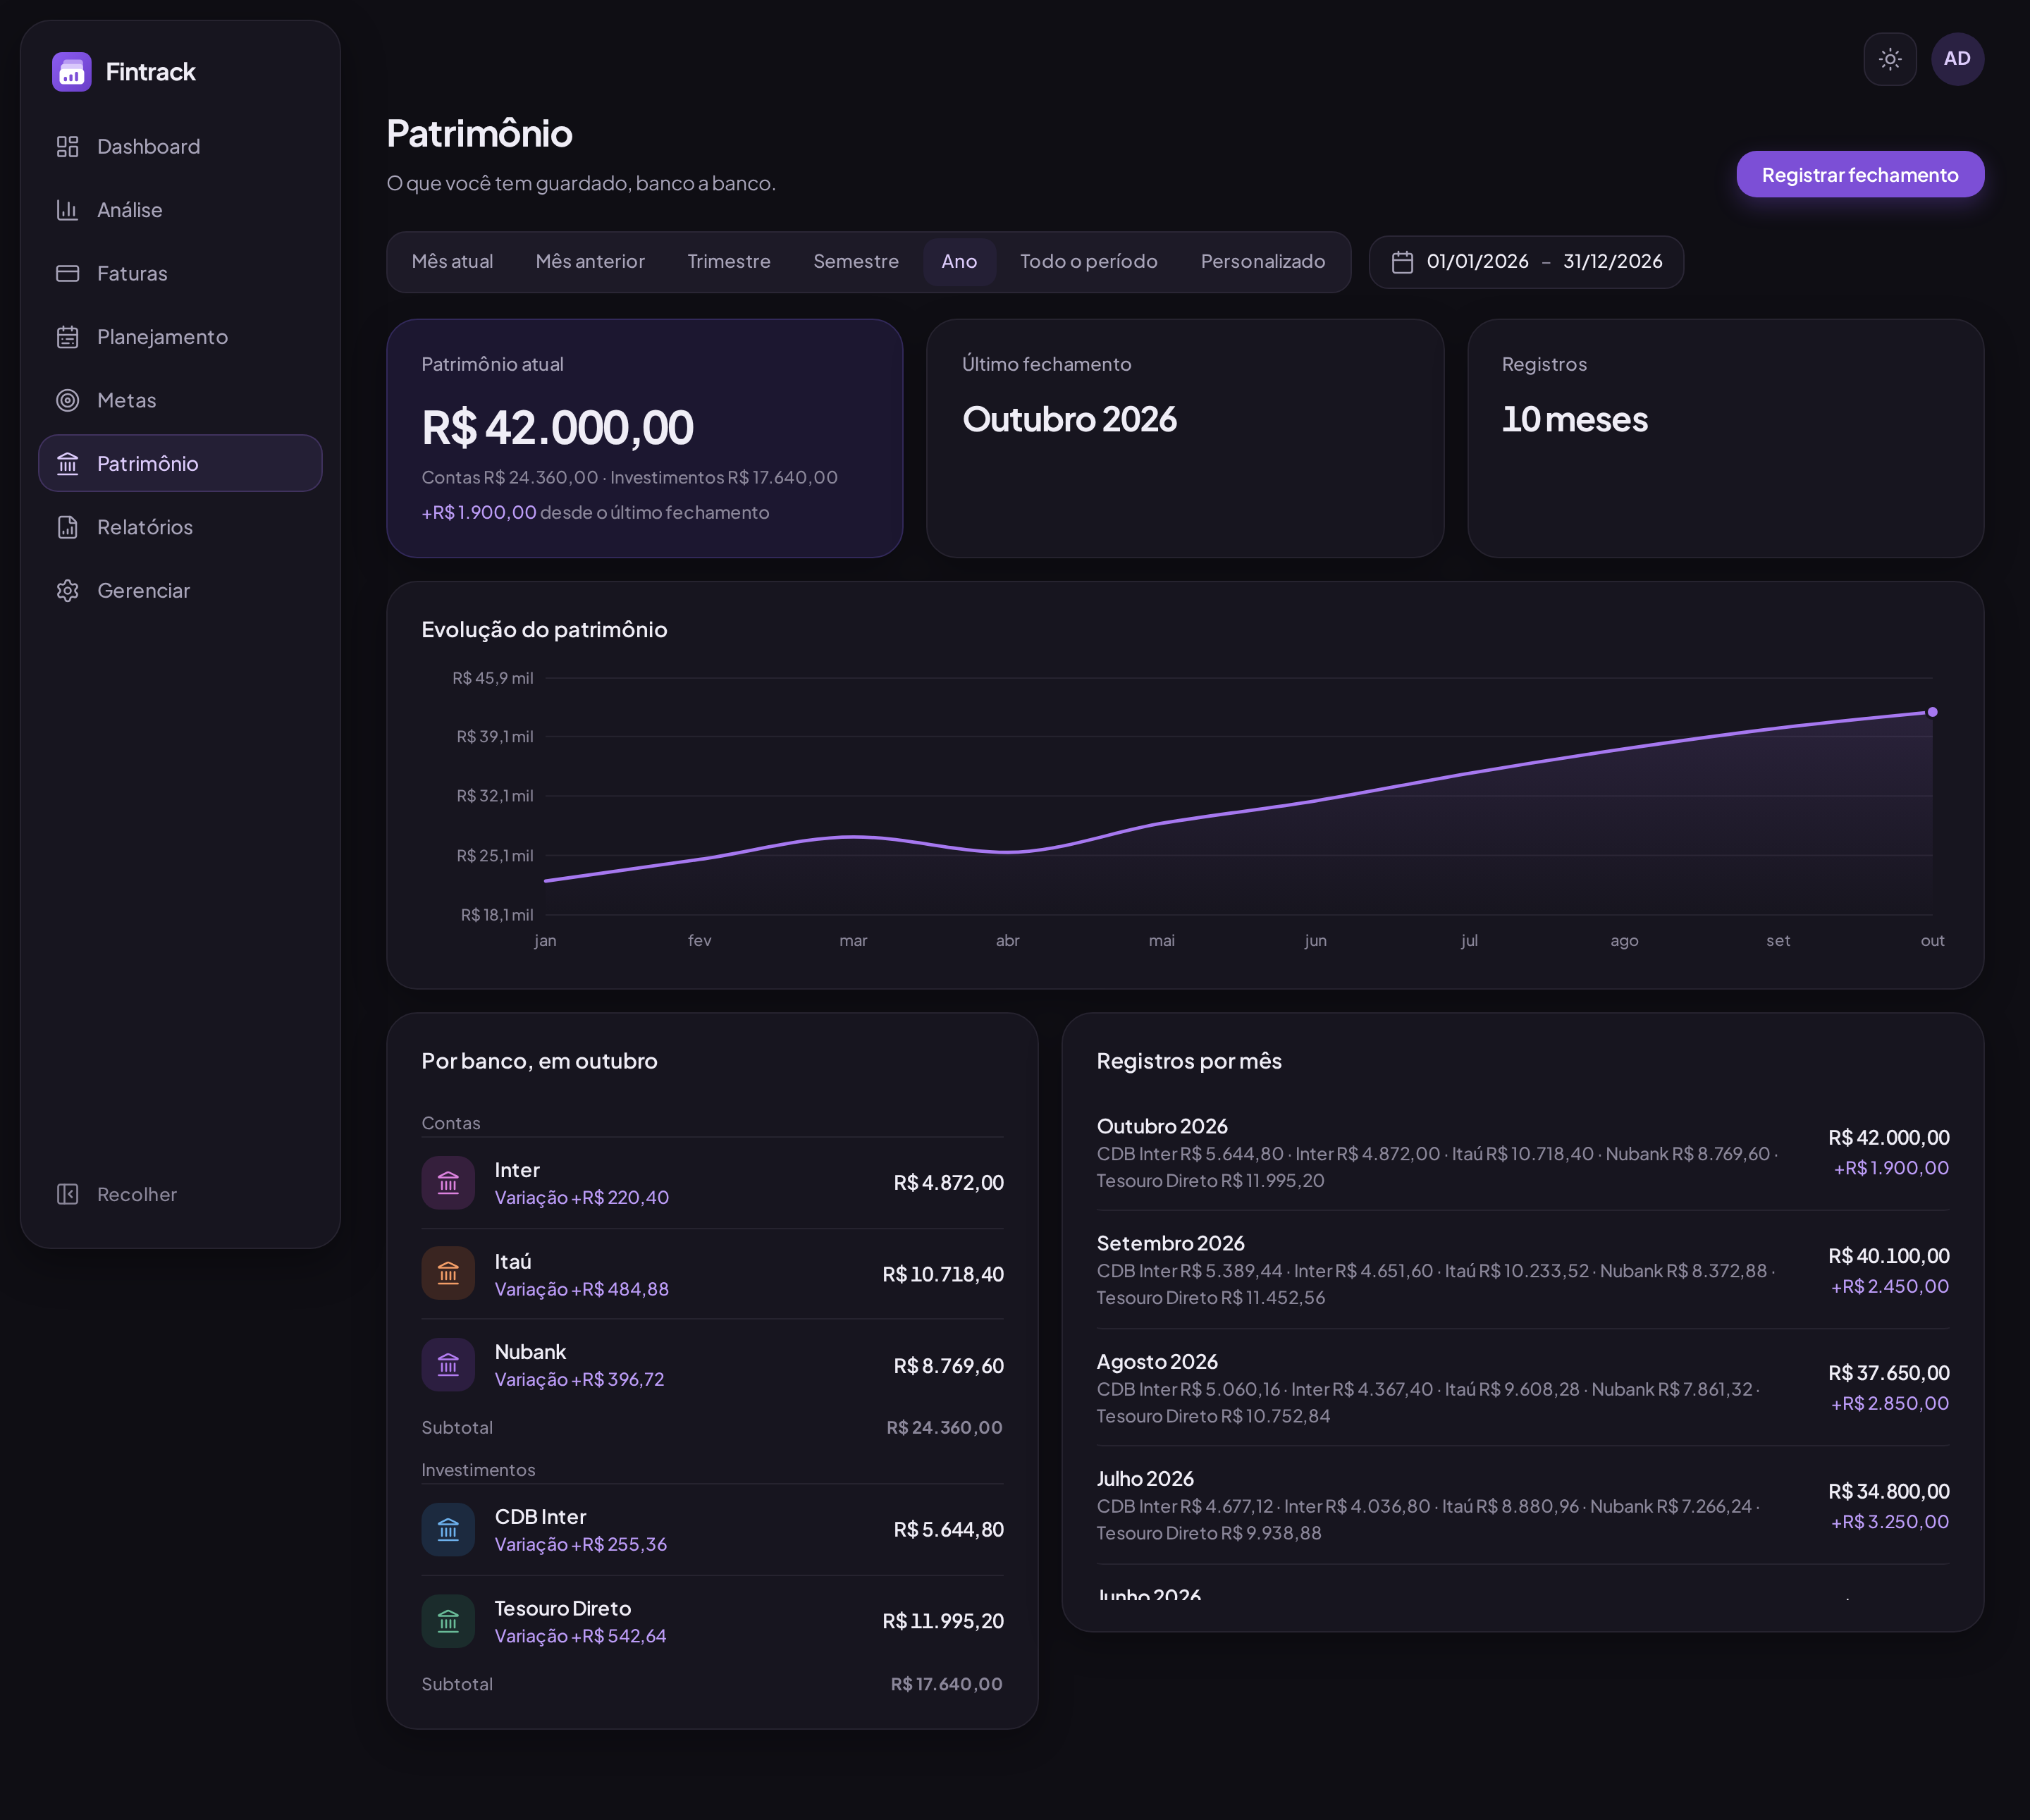 Fintrack
AD
Dashboard
Análise
Faturas
Planejamento
Metas
Patrimônio
Relatórios
Gerenciar
Recolher
Patrimônio
O que você tem guardado, banco a banco.
Registrar fechamento
Mês atual
Mês anterior
Trimestre
Semestre
Ano
Todo o período
Personalizado
01/01/2026 – 31/12/2026
Patrimônio atual
R$ 42.000,00
Contas R$ 24.360,00 · Investimentos R$ 17.640,00
+R$ 1.900,00 desde o último fechamento
Último fechamento
Outubro 2026
Registros
10 meses
Evolução do patrimônio
R$ 45,9 mil
R$ 39,1 mil
R$ 32,1 mil
R$ 25,1 mil
R$ 18,1 mil
jan fev mar abr mai jun jul ago set out
Por banco, em outubro
Contas
Inter
Variação +R$ 220,40
R$ 4.872,00
Itaú
Variação +R$ 484,88
R$ 10.718,40
Nubank
Variação +R$ 396,72
R$ 8.769,60
Subtotal R$ 24.360,00
Investimentos
CDB Inter
Variação +R$ 255,36
R$ 5.644,80
Tesouro Direto
Variação +R$ 542,64
R$ 11.995,20
Subtotal R$ 17.640,00
Registros por mês
Outubro 2026
CDB Inter R$ 5.644,80 · Inter R$ 4.872,00 · Itaú R$ 10.718,40 · Nubank R$ 8.769,60 ·
Tesouro Direto R$ 11.995,20
R$ 42.000,00
+R$ 1.900,00
Setembro 2026
CDB Inter R$ 5.389,44 · Inter R$ 4.651,60 · Itaú R$ 10.233,52 · Nubank R$ 8.372,88 ·
Tesouro Direto R$ 11.452,56
R$ 40.100,00
+R$ 2.450,00
Agosto 2026
CDB Inter R$ 5.060,16 · Inter R$ 4.367,40 · Itaú R$ 9.608,28 · Nubank R$ 7.861,32 ·
Tesouro Direto R$ 10.752,84
R$ 37.650,00
+R$ 2.850,00
Julho 2026
CDB Inter R$ 4.677,12 · Inter R$ 4.036,80 · Itaú R$ 8.880,96 · Nubank R$ 7.266,24 ·
Tesouro Direto R$ 9.938,88
R$ 34.800,00
+R$ 3.250,00
Junho 2026